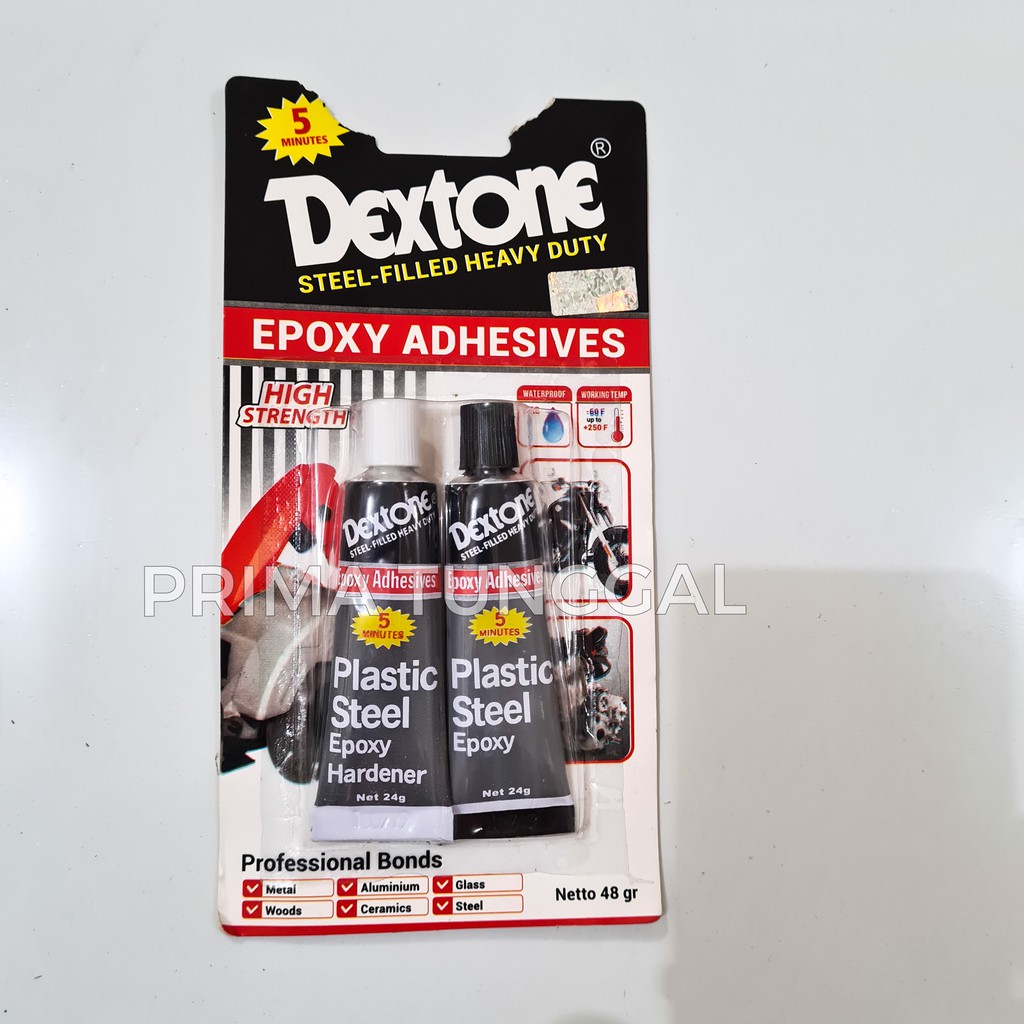 5
MINUTES
Dextone®
STEEL-FILLED HEAVY DUTY
EPOXY ADHESIVES
HIGH
STRENGTH
WATERPROOF
WORKING TEMP
-60 F
up to
+250 F
Dextone®
STEEL-FILLED HEAVY DUTY
Epoxy Adhesives
5
MINUTES
Plastic
Steel
Epoxy
Hardener
Net 24g
Dextone
STEEL-FILLED HEAVY DUTY
Epoxy Adhesives
5
MINUTES
Plastic
Steel
Epoxy
Net 24g
PRIMA TUNGGAL
Professional Bonds
Metal Aluminium Glass
Woods Ceramics Steel
Netto 48 gr